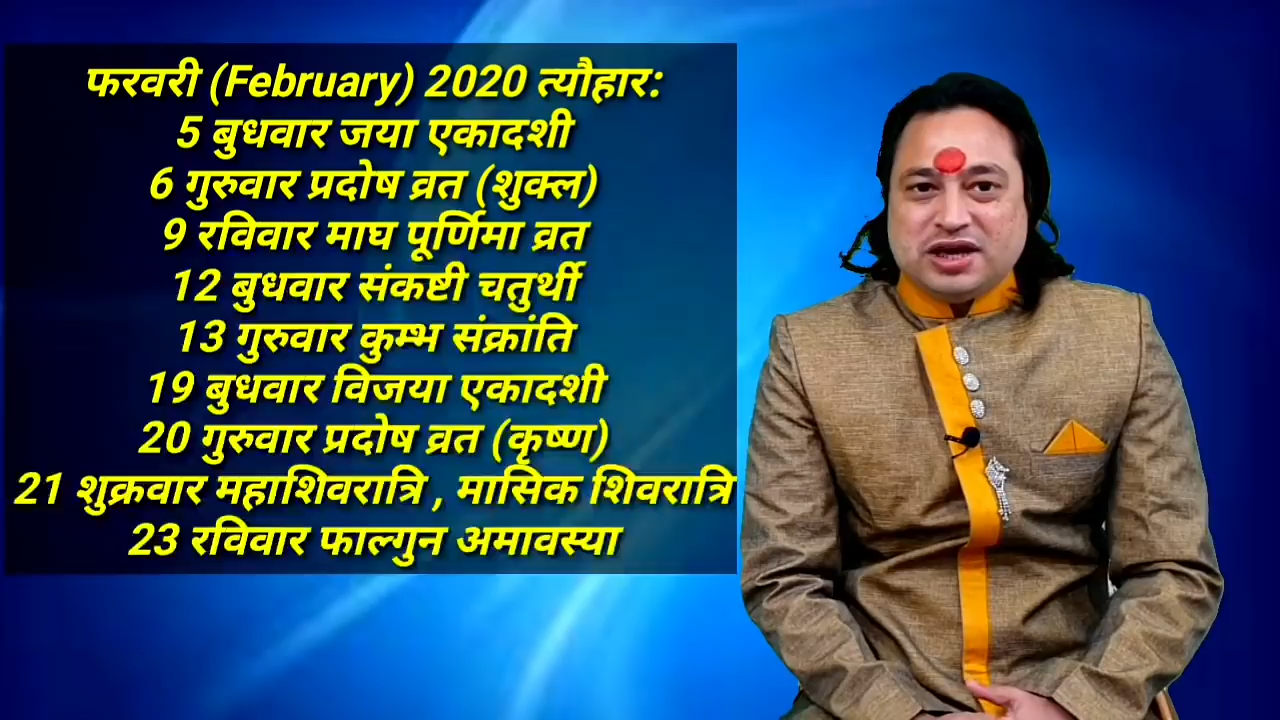 फरवरी (February) 2020 त्यौहार:
5 बुधवार जया एकादशी
6 गुरुवार प्रदोष व्रत (शुक्ल)
9 रविवार माघ पूर्णिमा व्रत
12 बुधवार संकष्टी चतुर्थी
13 गुरुवार कुम्भ संक्रांति
19 बुधवार विजया एकादशी
20 गुरुवार प्रदोष व्रत (कृष्ण)
21 शुक्रवार महाशिवरात्रि , मासिक शिवरात्रि
23 रविवार फाल्गुन अमावस्या